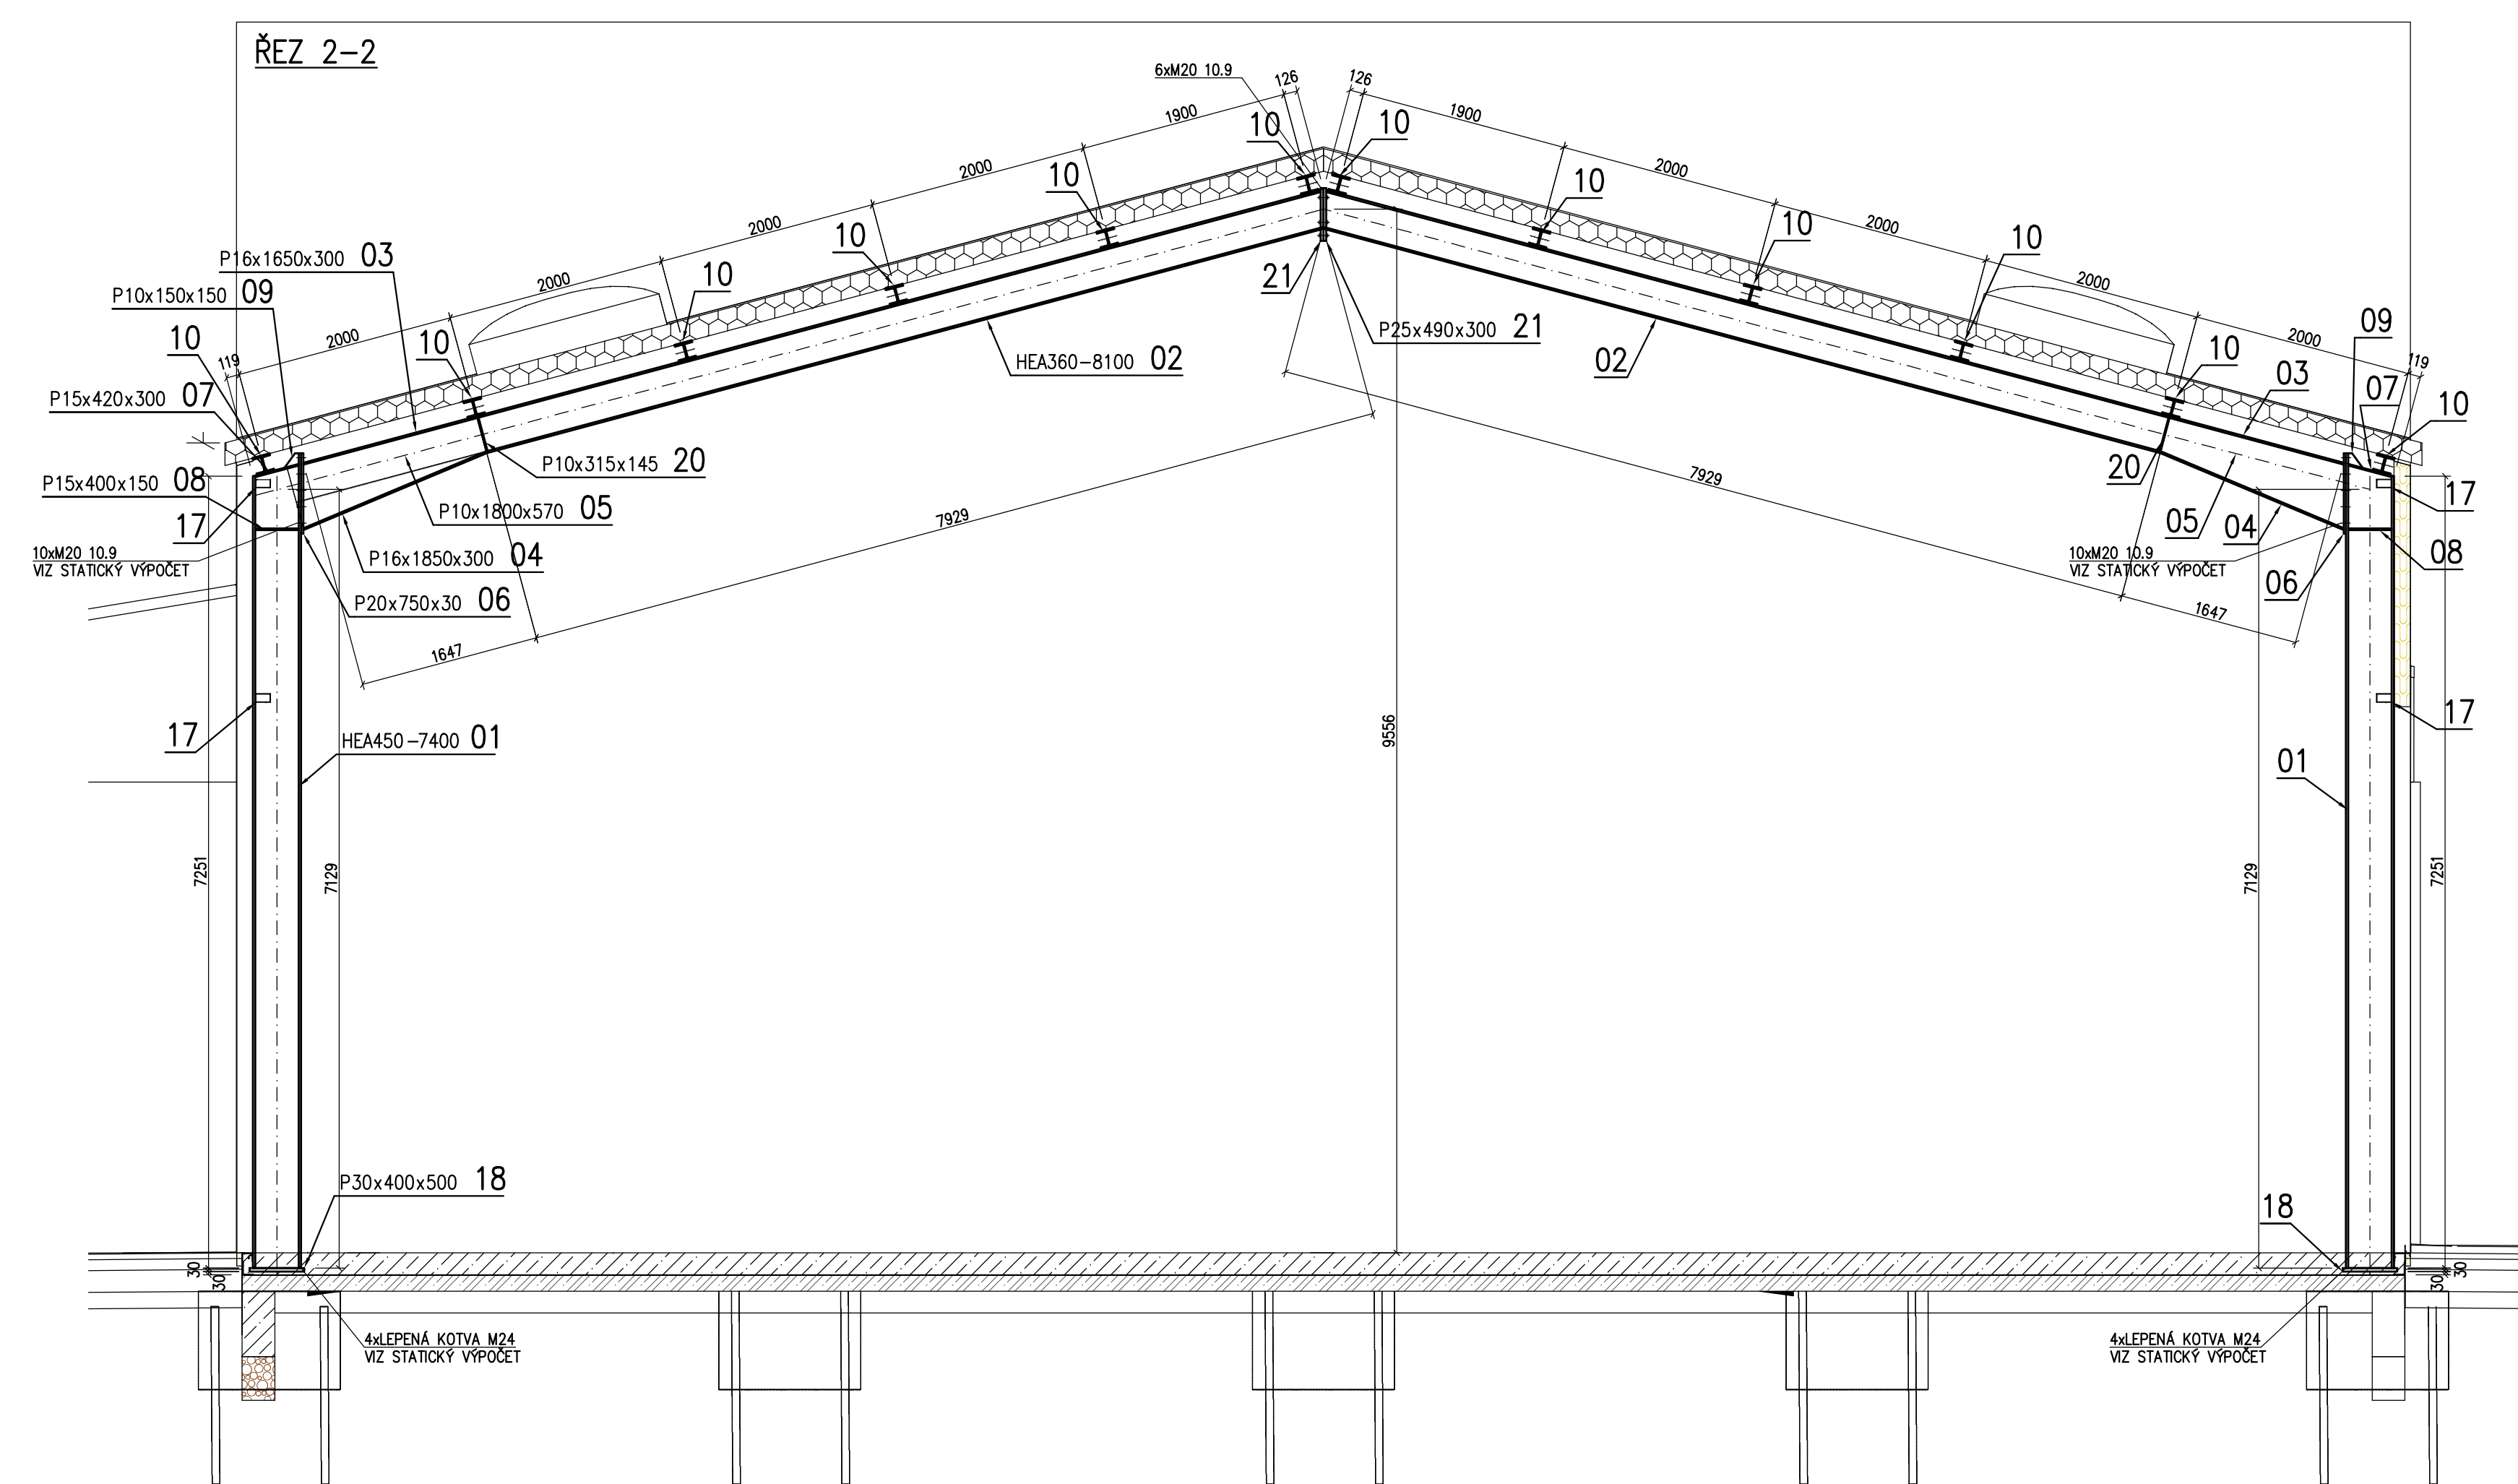 ŘEZ 2-2
6xM20 10.9
126
126
1900
1900
10
10
2000
2000
10
10
2000
2000
10
10
2000
2000
10
10
2000
2000
10
10
119
119
10
10
P16x1650x300 03
P10x150x150 09
P15x420x300 07
P15x400x150 08
17
10xM20 10.9
VIZ STATICKÝ VÝPOČET
21
P25x490x300 21
HEA360-8100 02
02
09
03
07
P10x315x145 20
P10x1800x570 05
P16x1850x300 04
P20x750x30 06
7929
7929
20
05
04
17
08
06
10xM20 10.9
VIZ STATICKÝ VÝPOČET
1647
1647
17
HEA450-7400 01
9556
17
01
7251
7129
7129
7251
P30x400x500 18
18
30
30
30
30
4xLEPENÁ KOTVA M24
VIZ STATICKÝ VÝPOČET
4xLEPENÁ KOTVA M24
VIZ STATICKÝ VÝPOČET